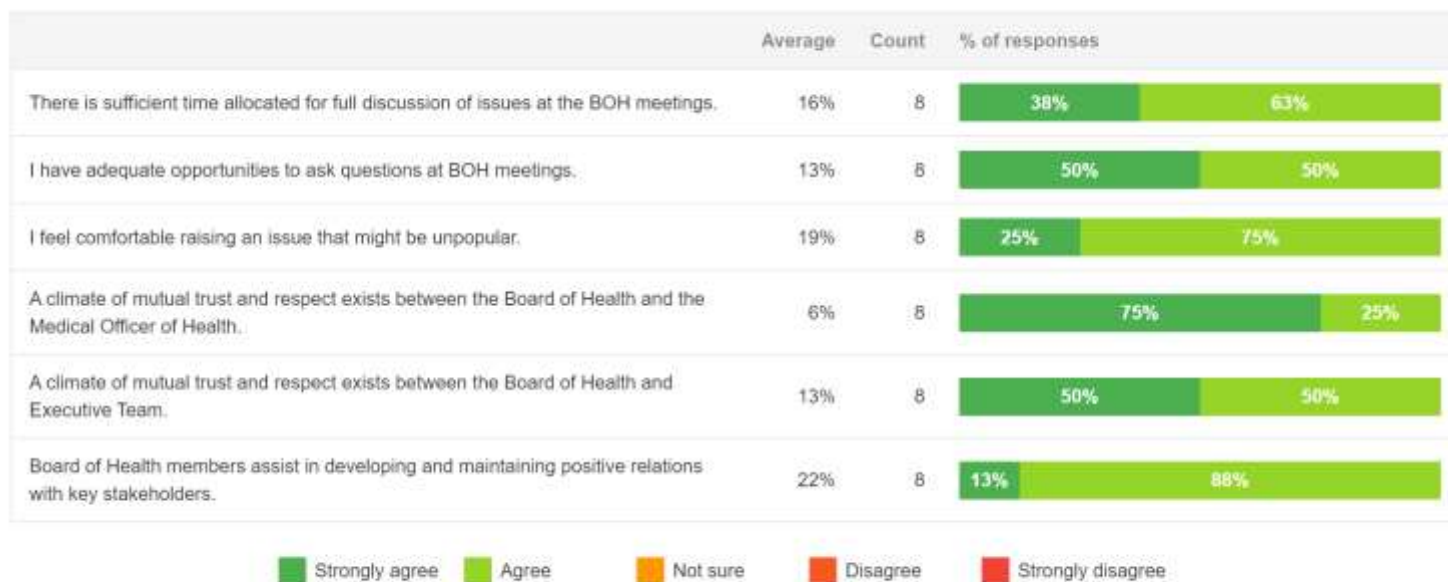 Average Count % of responses
There is sufficient time allocated for full discussion of issues at the BOH meetings. 16% 8 38% 63%
I have adequate opportunities to ask questions at BOH meetings. 13% 8 50% 50%
I feel comfortable raising an issue that might be unpopular. 19% 8 25% 75%
A climate of mutual trust and respect exists between the Board of Health and the
Medical Officer of Health. 6% 8 75% 25%
A climate of mutual trust and respect exists between the Board of Health and
Executive Team. 13% 8 50% 50%
Board of Health members assist in developing and maintaining positive relations
with key stakeholders. 22% 8 13% 88%
Strongly agree Agree Not sure Disagree Strongly disagree